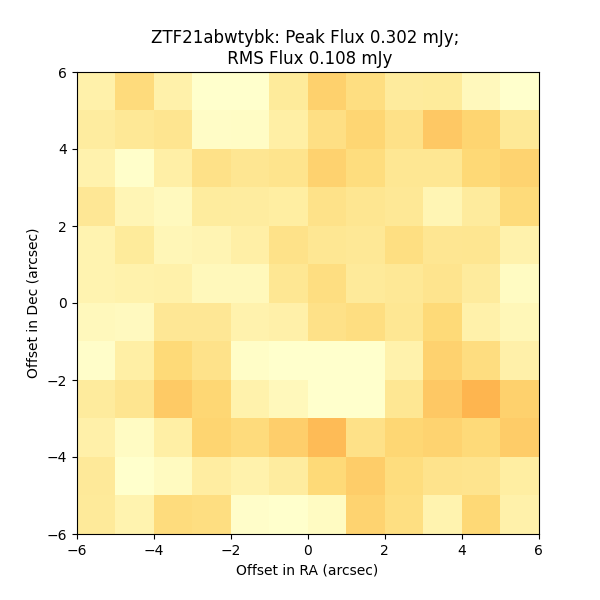 ZTF21abwtybk: Peak Flux 0.302 mJy;
RMS Flux 0.108 mJy
6
4
2
0
−2
−4
−6
Offset in Dec (arcsec)
−6 −4 −2 0 2 4 6
Offset in RA (arcsec)